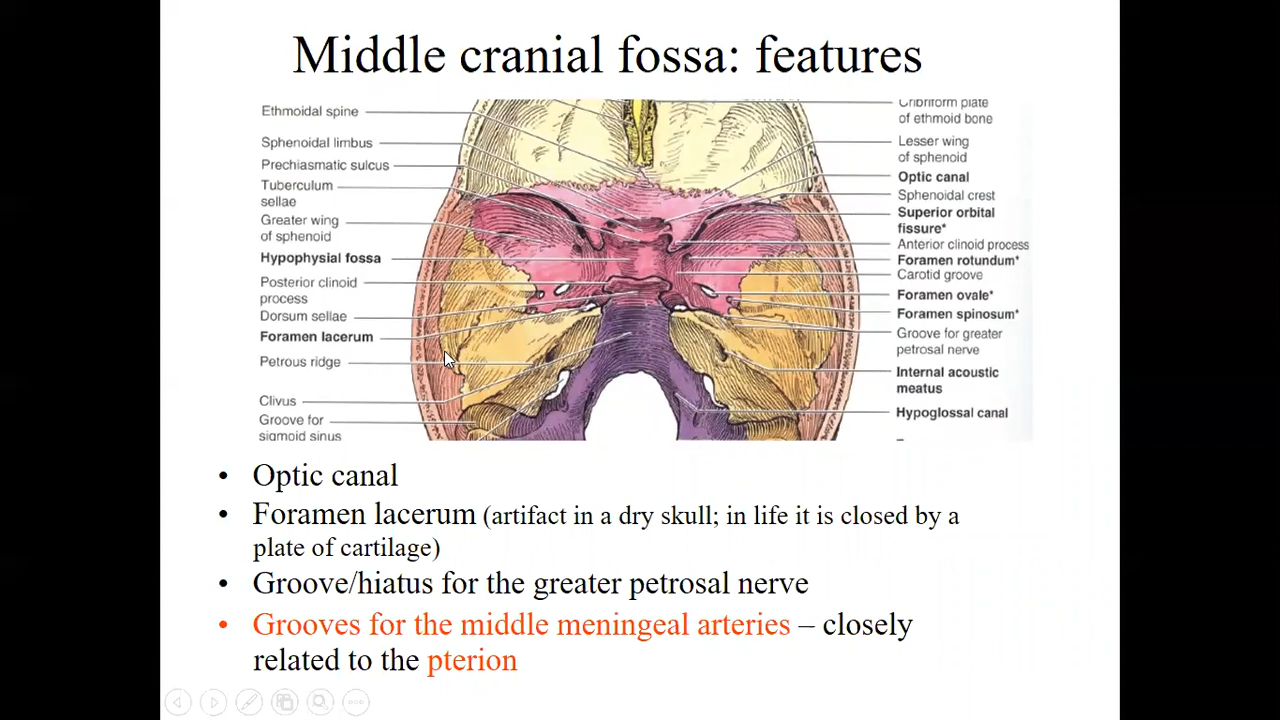 Middle cranial fossa: features
Ethmoidal spine
Sphenoidal limbus
Prechiasmatic sulcus
Tuberculum
sellae
Greater wing
of sphenoid
Hypophysial fossa
Posterior clinoid
process
Dorsum sellae
Foramen lacerum
Petrous ridge
Clivus
Groove for
sigmoid sinus
Cribriform plate
of ethmoid bone
Lesser wing
of sphenoid
Optic canal
Sphenoidal crest
Superior orbital
fissure*
Anterior clinoid process
Foramen rotundum*
Carotid groove
Foramen ovale*
Foramen spinosum*
Groove for greater
petrosal nerve
Internal acoustic
meatus
Hypoglossal canal
• Optic canal
• Foramen lacerum (artifact in a dry skull; in life it is closed by a
plate of cartilage)
• Groove/hiatus for the greater petrosal nerve
• Grooves for the middle meningeal arteries – closely
related to the pterion